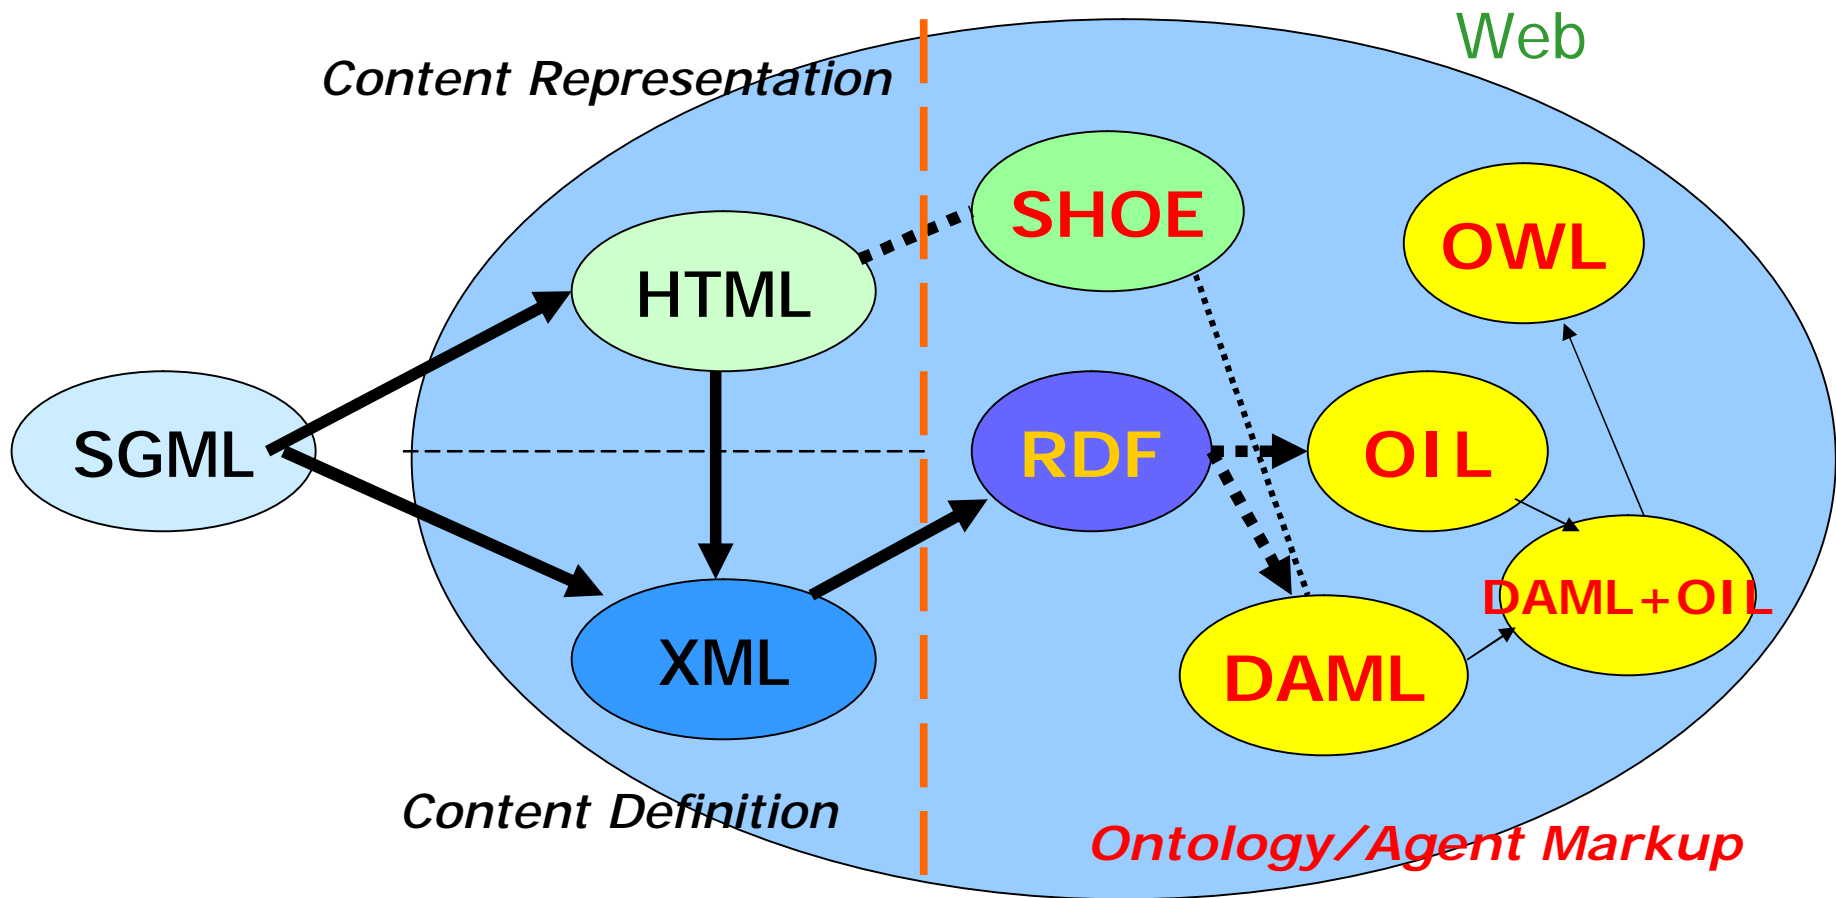 Web
Content Representation
SHOE
OWL
HTML
SGML
RDF
OIL
DAML+OIL
XML
DAML
Content Definition
Ontology/Agent Markup